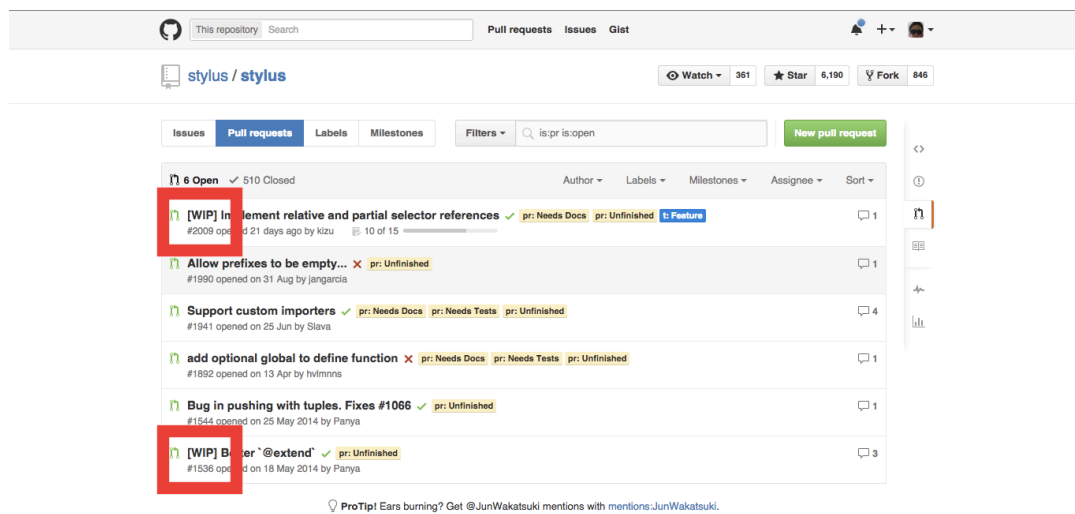 This repository Search Pull requests Issues Gist
stylus / stylus Watch 361 Star 6,190 Fork 846
Issues Pull requests Labels Milestones Filters is:pr is:open New pull request
6 Open 510 Closed Author Labels Milestones Assignee Sort
[WIP] Implement relative and partial selector references pr: Needs Docs pr: Unfinished t: Feature 1
#2009 opened 21 days ago by kizu 10 of 15
Allow prefixes to be empty... pr: Unfinished 1
#1990 opened on 31 Aug by jangarcia
Support custom importers pr: Needs Docs pr: Needs Tests pr: Unfinished 4
#1941 opened on 25 Jun by Slava
add optional global to define function pr: Needs Docs pr: Needs Tests pr: Unfinished 1
#1892 opened on 13 Apr by hvlmnns
Bug in pushing with tuples. Fixes #1066 pr: Unfinished 1
#1544 opened on 25 May 2014 by Panya
[WIP] Better `@extend` pr: Unfinished 3
#1536 opened on 18 May 2014 by Panya
ProTip! Ears burning? Get @JunWakatsuki mentions with mentions:JunWakatsuki.